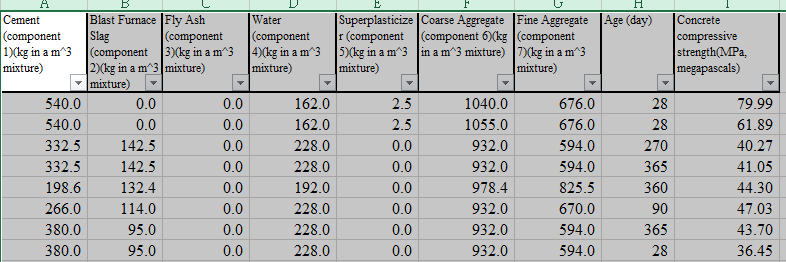 A B C D E F G H I
Cement (component 1)(kg in a m^3 mixture) Blast Furnace Slag (component 2)(kg in a m^3 mixture) Fly Ash (component 3)(kg in a m^3 mixture) Water (component 4)(kg in a m^3 mixture) Superplasticizer (component 5)(kg in a m^3 mixture) Coarse Aggregate (component 6)(kg in a m^3 mixture) Fine Aggregate (component 7)(kg in a m^3 mixture) Age (day) Concrete compressive strength(MPa, megapascals)
540.0 0.0 0.0 162.0 2.5 1040.0 676.0 28 79.99
540.0 0.0 0.0 162.0 2.5 1055.0 676.0 28 61.89
332.5 142.5 0.0 228.0 0.0 932.0 594.0 270 40.27
332.5 142.5 0.0 228.0 0.0 932.0 594.0 365 41.05
198.6 132.4 0.0 192.0 0.0 978.4 825.5 360 44.30
266.0 114.0 0.0 228.0 0.0 932.0 670.0 90 47.03
380.0 95.0 0.0 228.0 0.0 932.0 594.0 365 43.70
380.0 95.0 0.0 228.0 0.0 932.0 594.0 28 36.45